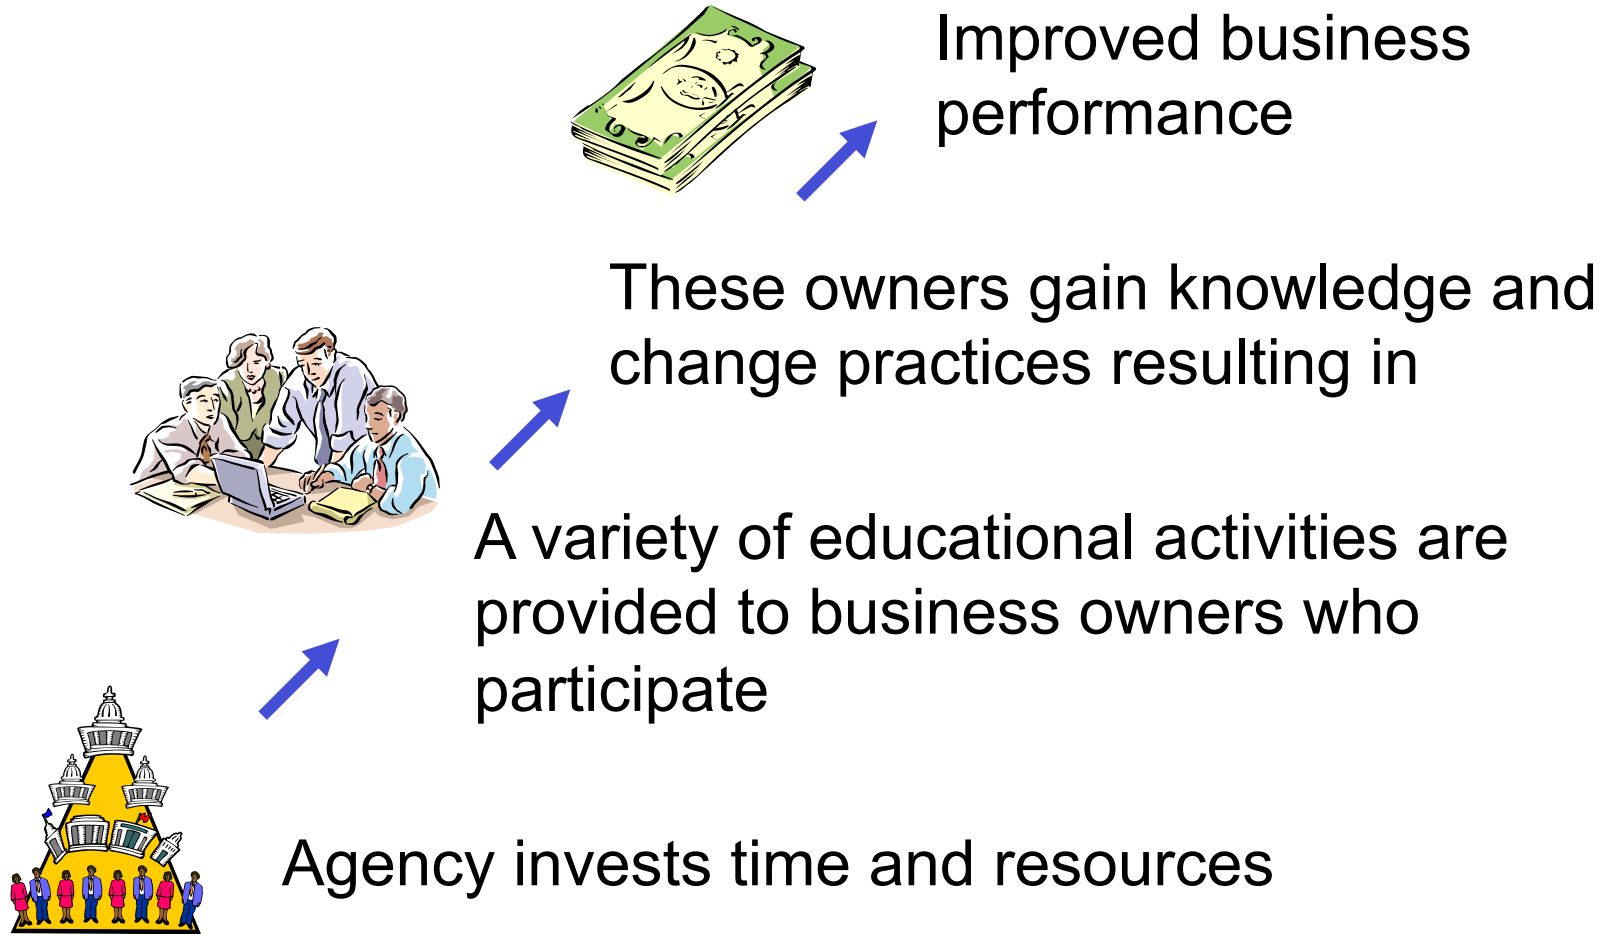 Improved business
performance
These owners gain knowledge and
change practices resulting in
A variety of educational activities are
provided to business owners who
participate
Agency invests time and resources